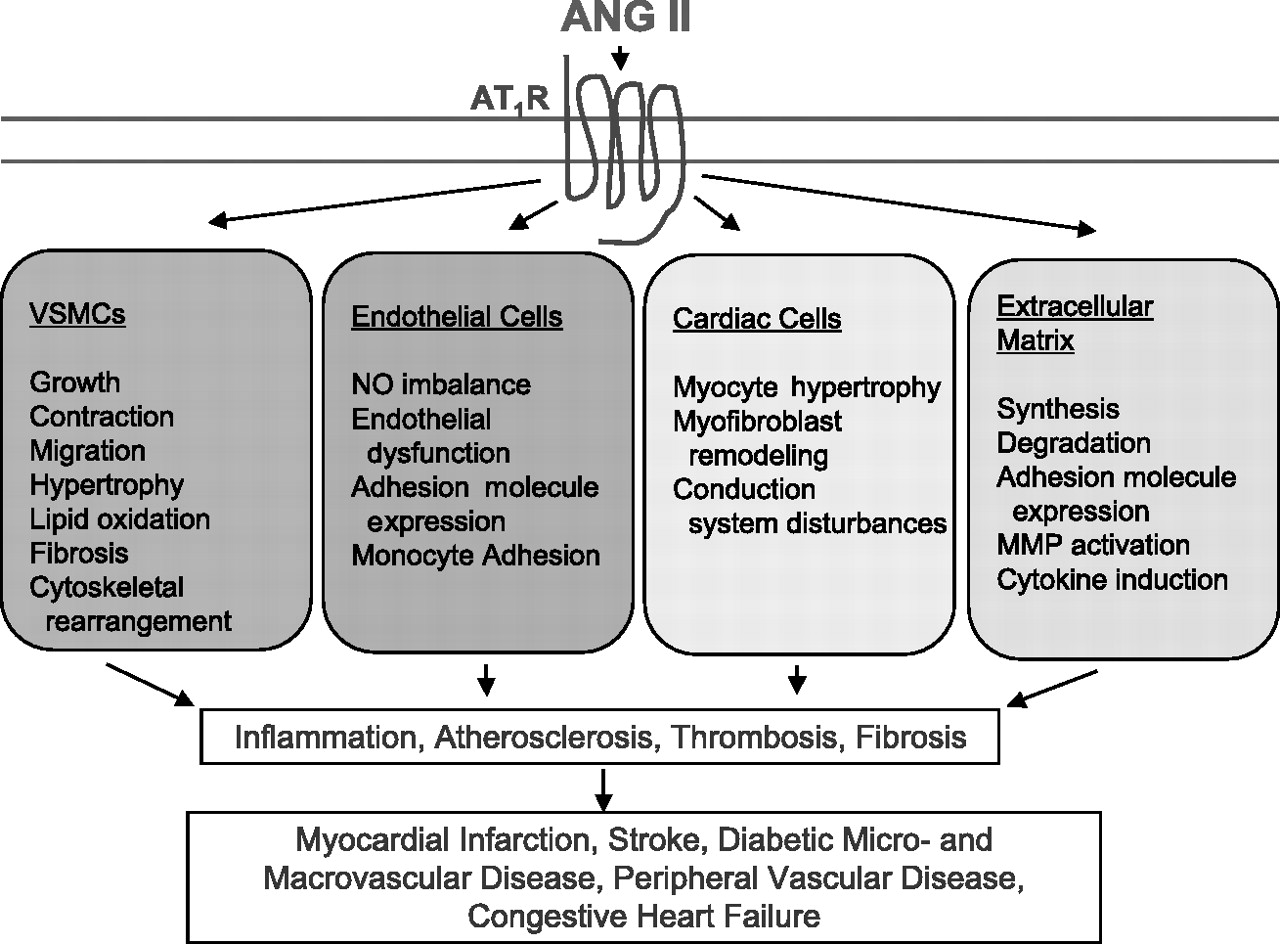 ANG II
AT1R
VSMCs
Growth
Contraction
Migration
Hypertrophy
Lipid oxidation
Fibrosis
Cytoskeletal
rearrangement
Endothelial Cells
NO imbalance
Endothelial
dysfunction
Adhesion molecule
expression
Monocyte Adhesion
Cardiac Cells
Myocyte hypertrophy
Myofibroblast
remodeling
Conduction
system disturbances
Extracellular
Matrix
Synthesis
Degradation
Adhesion molecule
expression
MMP activation
Cytokine induction
Inflammation, Atherosclerosis, Thrombosis, Fibrosis
Myocardial Infarction, Stroke, Diabetic Micro- and
Macrovascular Disease, Peripheral Vascular Disease,
Congestive Heart Failure